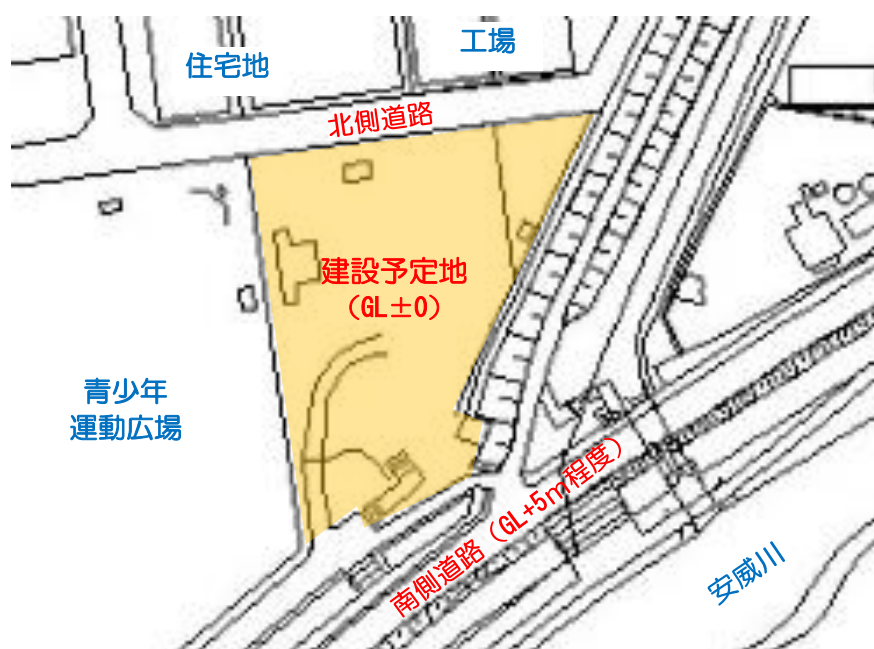 工場
住宅地
北側道路
建設予定地
（GL±0）
青少年
運動広場
南側道路（GL+5m程度）
安威川